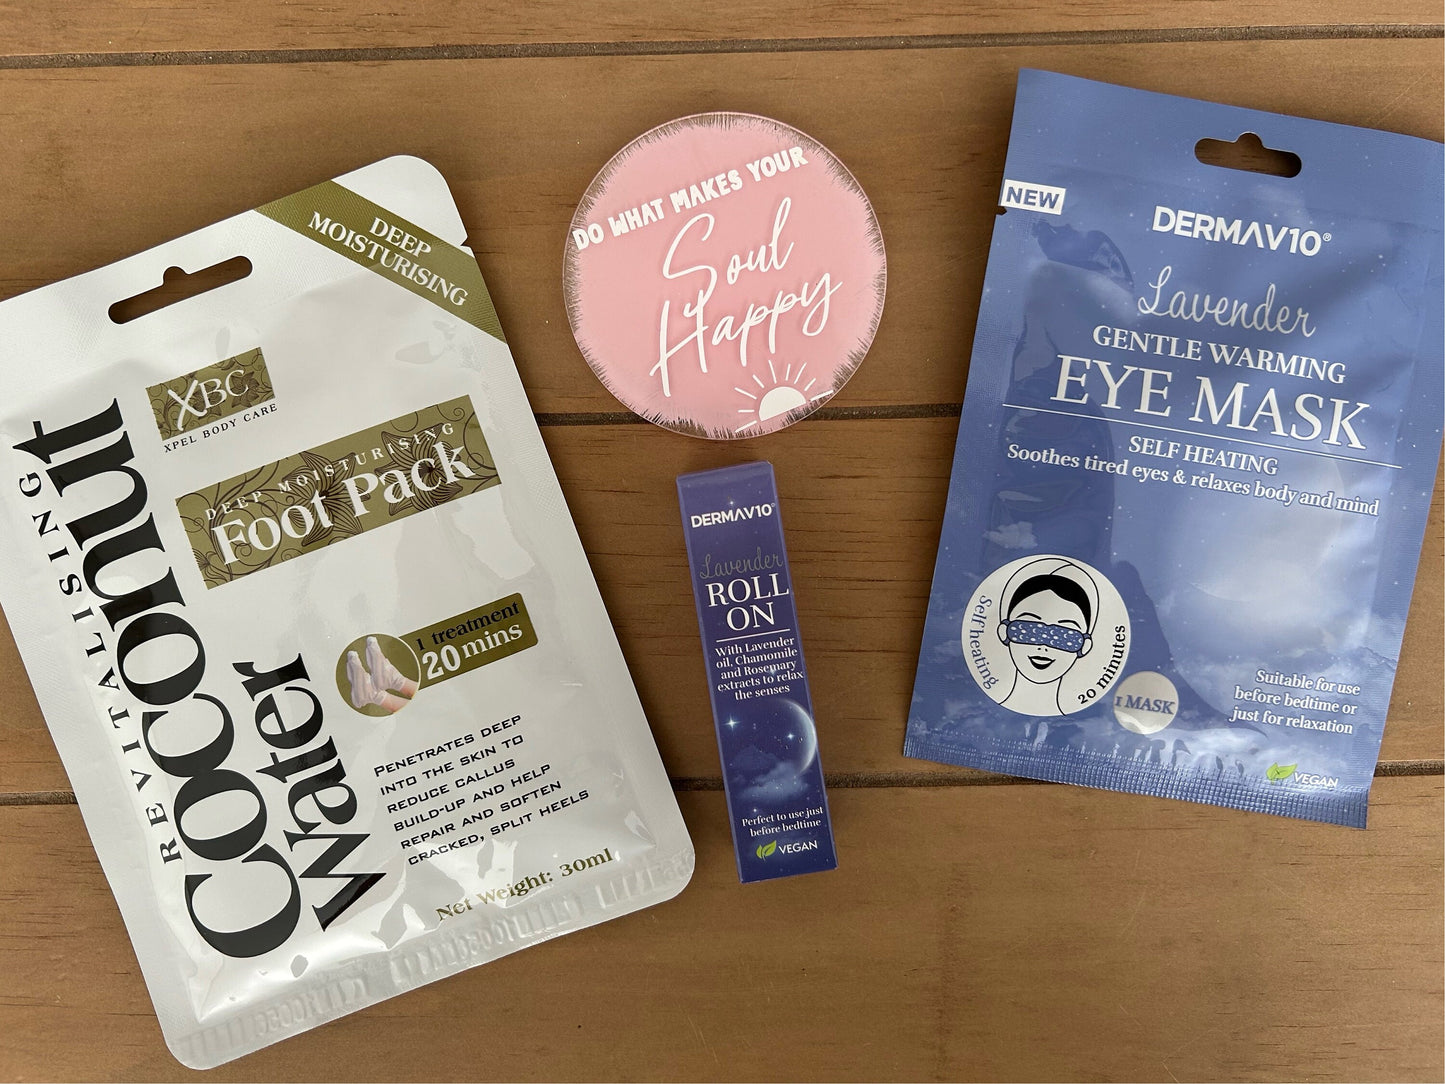 DEEP
MOISTURISING
XBC
XPEL BODY CARE
DEEP MOISTURISING
Foot Pack
REVITALISING
Coconut
Water
1 treatment
20 mins
PENETRATES DEEP
INTO THE SKIN TO
REDUCE CALLUS
BUILD-UP AND HELP
REPAIR AND SOFTEN
CRACKED, SPLIT HEELS
Net Weight: 30ml
DO WHAT MAKES YOUR
Soul
Happy
DERMAV10®
Lavender
ROLL
ON
With Lavender
oil, Chamomile
and Rosemary
extracts to relax
the senses
Perfect to use just
before bedtime
VEGAN
NEW
DERMAV10®
Lavender
GENTLE WARMING
EYE MASK
SELF HEATING
Soothes tired eyes & relaxes body and mind
Self heating
20 minutes
1 MASK
Suitable for use
before bedtime or
just for relaxation
VEGAN